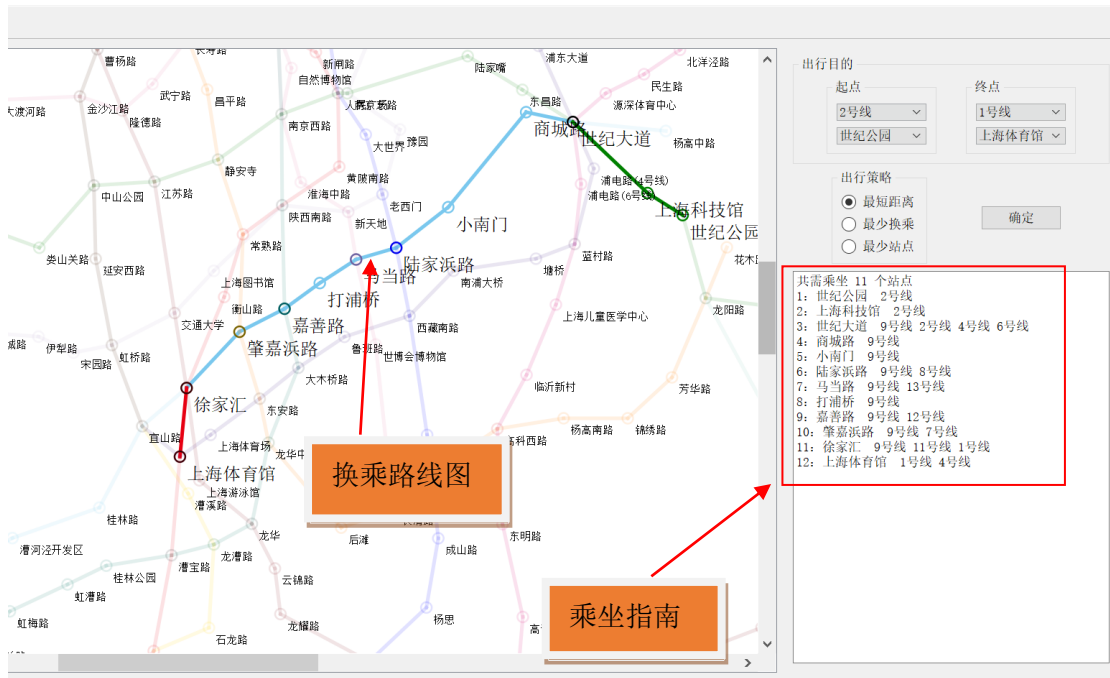 曹杨路
新闸路
自然博物馆
陆家嘴
浦东大道
北洋泾路
大渡河路
金沙江路
武宁路
昌平路
隆德路
南京西路
东昌路
民生路
源深体育中心
商城路
世纪大道
杨高中路
大世界
豫园
中山公园
江苏路
静安寺
黄陂南路
淮海中路
老西门
陕西南路
新天地
浦电路(4号线)
浦电路(6号线)
上海科技馆
世纪公园
小南门
娄山关路
延安西路
常熟路
上海图书馆
陆家浜路
马当路
南浦大桥
塘桥
蓝村路
打浦桥
衡山路
交通大学
嘉善路
肇嘉浜路
西藏南路
上海儿童医学中心
龙阳路
伊犁路
宋园路
虹桥路
鲁班路
世博会博物馆
大木桥路
临沂新村
芳华路
徐家汇
东安路
宜山路
上海体育场
杨高南路
锦绣路
上海体育馆
上海游泳馆
漕溪路
换乘路线图
桂林路
龙华
后滩
成山路
东明路
漕河泾开发区
桂林公园
漕宝路
龙漕路
云锦路
虹漕路
虹梅路
石龙路
龙耀路
杨思
乘坐指南
出行目的
起点
终点
2号线
1号线
世纪公园
上海体育馆
出行策略
最短距离
最少换乘
最少站点
确定
共需乘坐 11 个站点
1: 世纪公园 2号线
2: 上海科技馆 2号线
3: 世纪大道 9号线 2号线 4号线 6号线
4: 商城路 9号线
5: 小南门 9号线
6: 陆家浜路 9号线 8号线
7: 马当路 9号线 13号线
8: 打浦桥 9号线
9: 嘉善路 9号线 12号线
10: 肇嘉浜路 9号线 7号线
11: 徐家汇 9号线 11号线 1号线
12: 上海体育馆 1号线 4号线